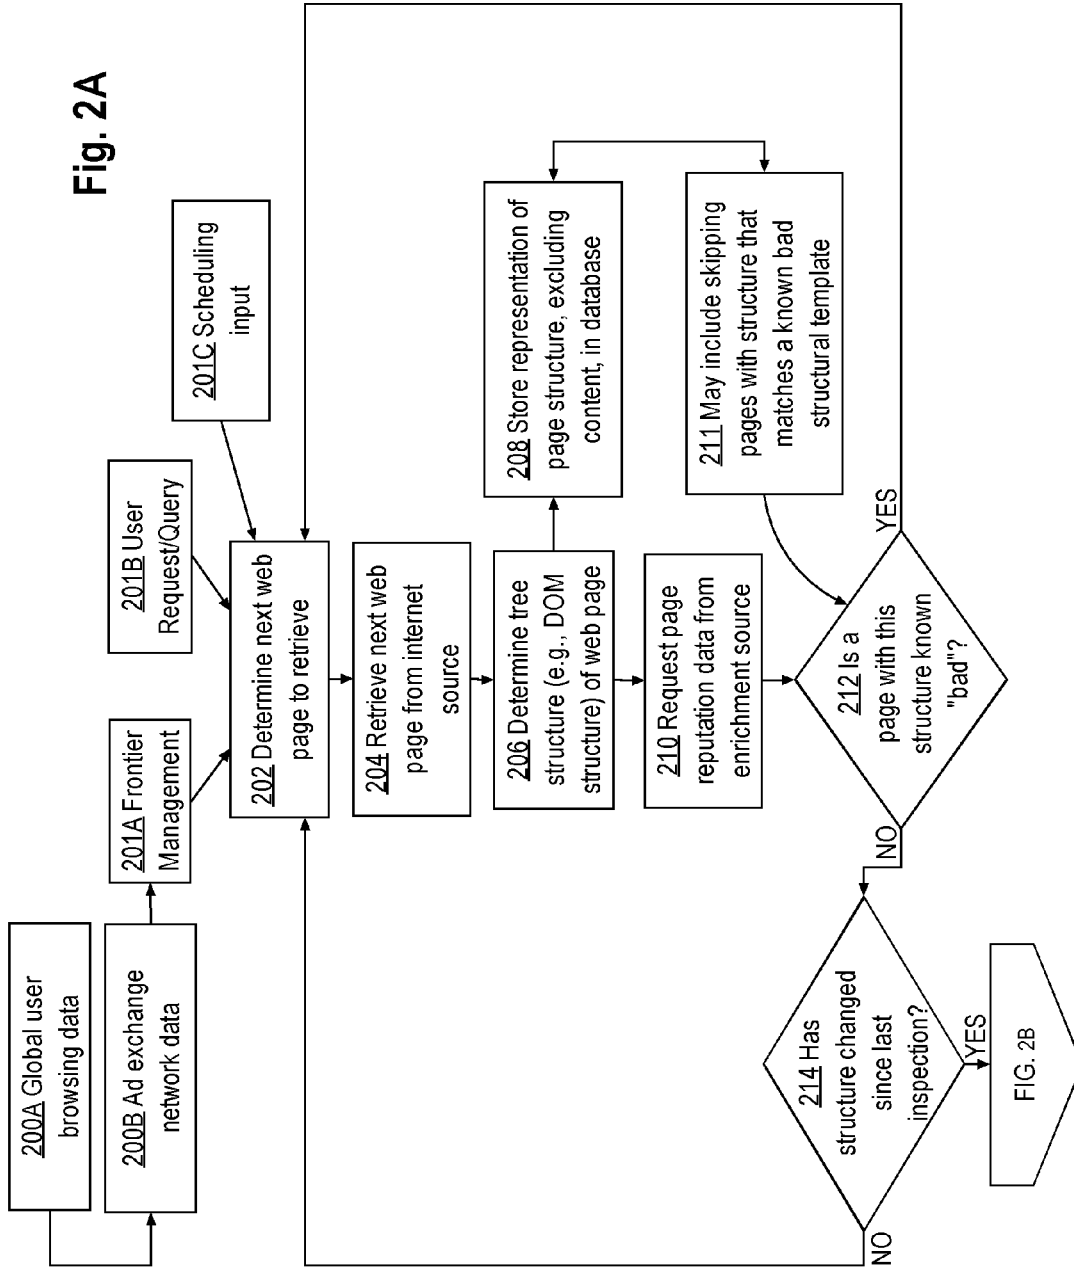 Fig. 2A
200A Global user
browsing data
200B Ad exchange
network data
201A Frontier
Management
201B User
Request/Query
201C Scheduling
input
202 Determine next web
page to retrieve
204 Retrieve next web
page from internet
source
206 Determine tree
structure (e.g., DOM
structure) of web page
208 Store representation of
page structure, excluding
content, in database
210 Request page
reputation data from
enrichment source
211 May include skipping
pages with structure that
matches a known bad
structural template
212 Is a
page with this
structure known
"bad"?
YES
NO
214 Has
structure changed
since last
inspection?
NO
YES
FIG. 2B